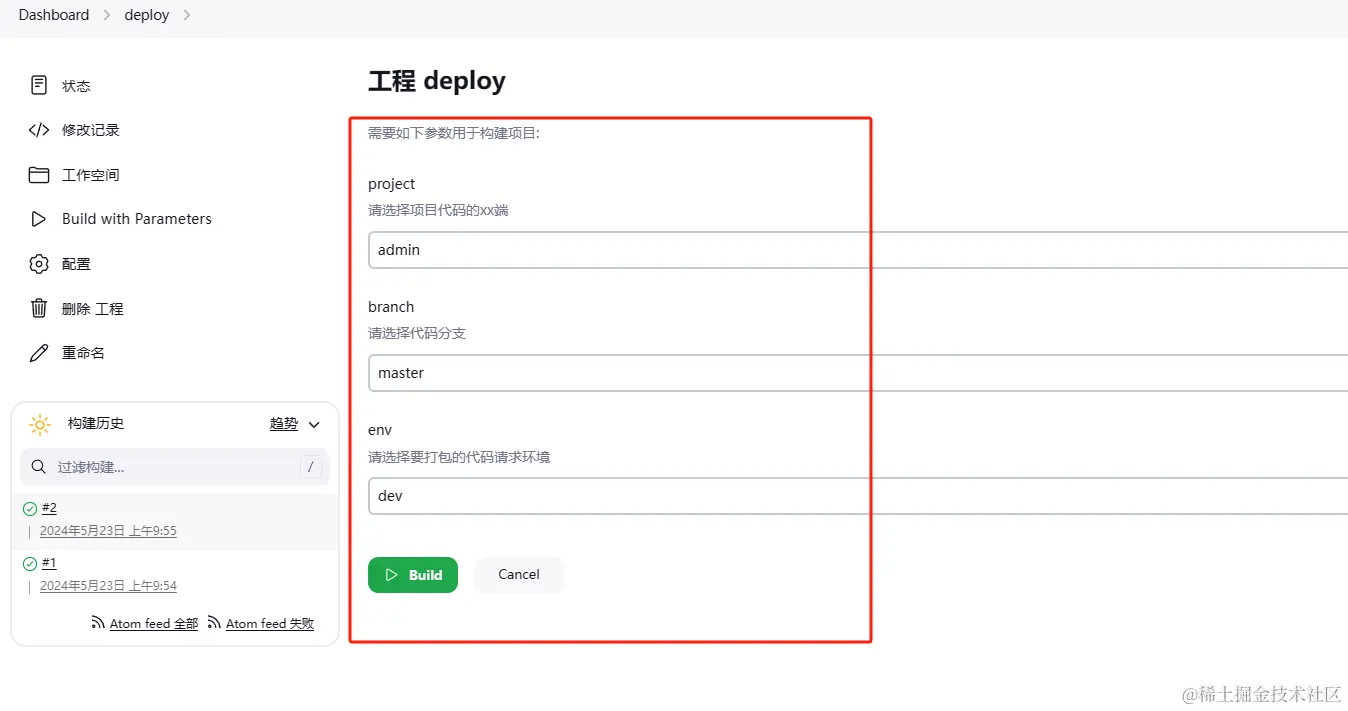 Dashboard > deploy >
状态
修改记录
工作空间
Build with Parameters
配置
删除 工程
重命名
构建历史 趋势
过滤构建... /
#2
2024年5月23日 上午9:55
#1
2024年5月23日 上午9:54
Atom feed 全部 Atom feed 失败
工程 deploy
需要如下参数用于构建项目:
project
请选择项目代码的xx端
admin
branch
请选择代码分支
master
env
请选择要打包的代码请求环境
dev
Build Cancel
@稀土掘金技术社区